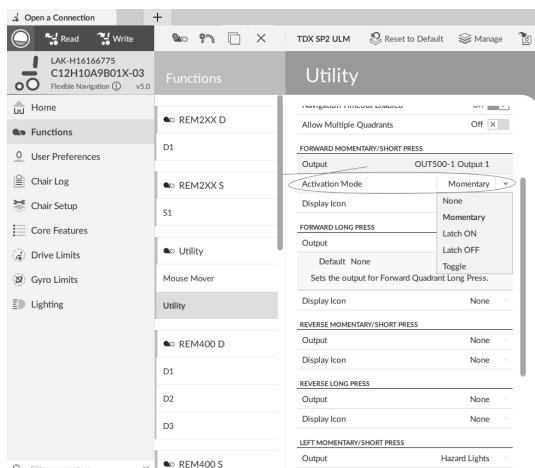 Open a Connection
Read
Write
TDX SP2 ULM
Reset to Default
Manage
LAK-H16166775
C12H10A9B01X-03
Flexible Navigation
v5.0
Functions
Utility
Home
Functions
User Preferences
Chair Log
Chair Setup
Core Features
Drive Limits
Gyro Limits
Lighting
REM2XX D
D1
REM2XX S
S1
Utility
Mouse Mover
Utility
REM400 D
D1
D2
D3
REM400 S
Navigation Timeout Enabled
Allow Multiple Quadrants Off
FORWARD MOMENTARY/SHORT PRESS
Output OUT500-1 Output 1
Activation Mode Momentary
Display Icon
None
Momentary
Latch ON
Latch OFF
Toggle
FORWARD LONG PRESS
Output
Default None
Sets the output for Forward Quadrant Long Press.
Display Icon None
REVERSE MOMENTARY/SHORT PRESS
Output None
Display Icon None
REVERSE LONG PRESS
Output None
Display Icon None
LEFT MOMENTARY/SHORT PRESS
Output Hazard Lights